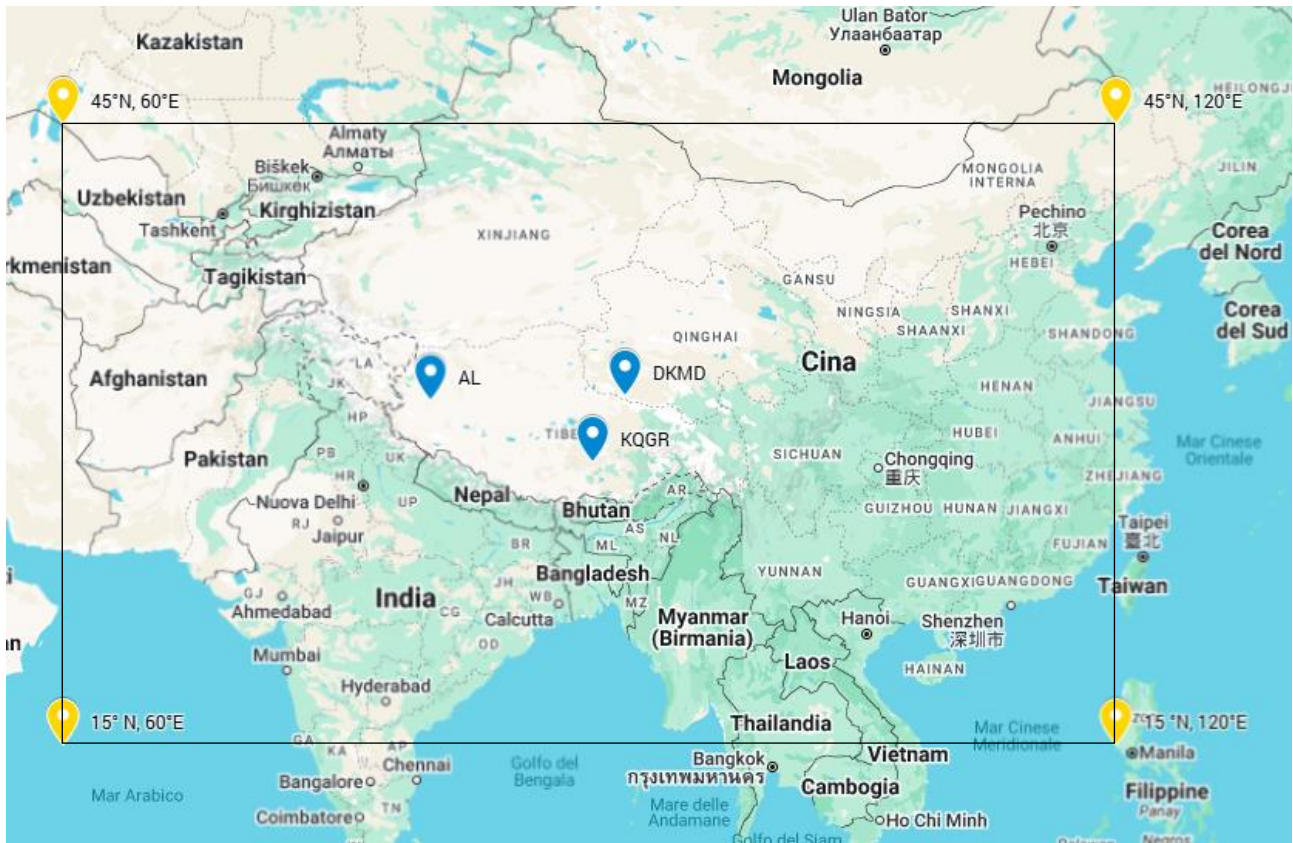 Ulan Bator
Улаанбаатар
Kazakistan
Mongolia
HEILONGJI
45°N, 60°E
45°N, 120°E
Almaty
АЛМАТЫ
Biškek
Бишкек
MONGOLIA
INTERNA
JILIN
Uzbekistan
Kirghizistan
Pechino
北京
Tashkent
XINJIANG
Corea
del Nord
rkmenistan
Tagikistan
HEBEI
GANSU
NINGSIA
SHANXI
SHAANXI
SHANDONG
Corea
del Sud
QINGHAI
Cina
LA
AL
DKMD
Afghanistan
JK
HENAN
JIANGSU
HP
TIBE
KQGR
HUBEI
ANHUI
Mar Cinese
Orientale
PB
UK
Pakistan
SICHUAN
Chongqing
重庆
ZHEJIANG
HR
Nuova Delhi
UP
Nepal
AR
Bhutan
GUIZHOU
HUNAN
JIANGXI
RJ
Jaipur
AS
NL
Taipei
臺北
BR
ML
FUJIAN
Bangladesh
YUNNAN
GUANGXI
GUANGDONG
Taiwan
GJ
Ahmedabad
India
JH
WB
CG
Calcutta
MZ
Myanmar
(Birmania)
Hanoi
Shenzhen
深圳市
OD
Mumbai
Laos
HAINAN
Hyderabad
15° N, 60°E
15 °N, 120°E
Thailandia
Mar Cinese
Meridionale
GA
KA
AP
Chennai
Golfo del
Bengala
Bangkok
กรุงเทพมหานคร
Vietnam
Manila
Bangalore
Mar Arabico
Cambogia
Filippine
Panay
TN
Coimbatore
Mare delle
Andamane
Ho Chi Minh
Golfo del Siam
Negros